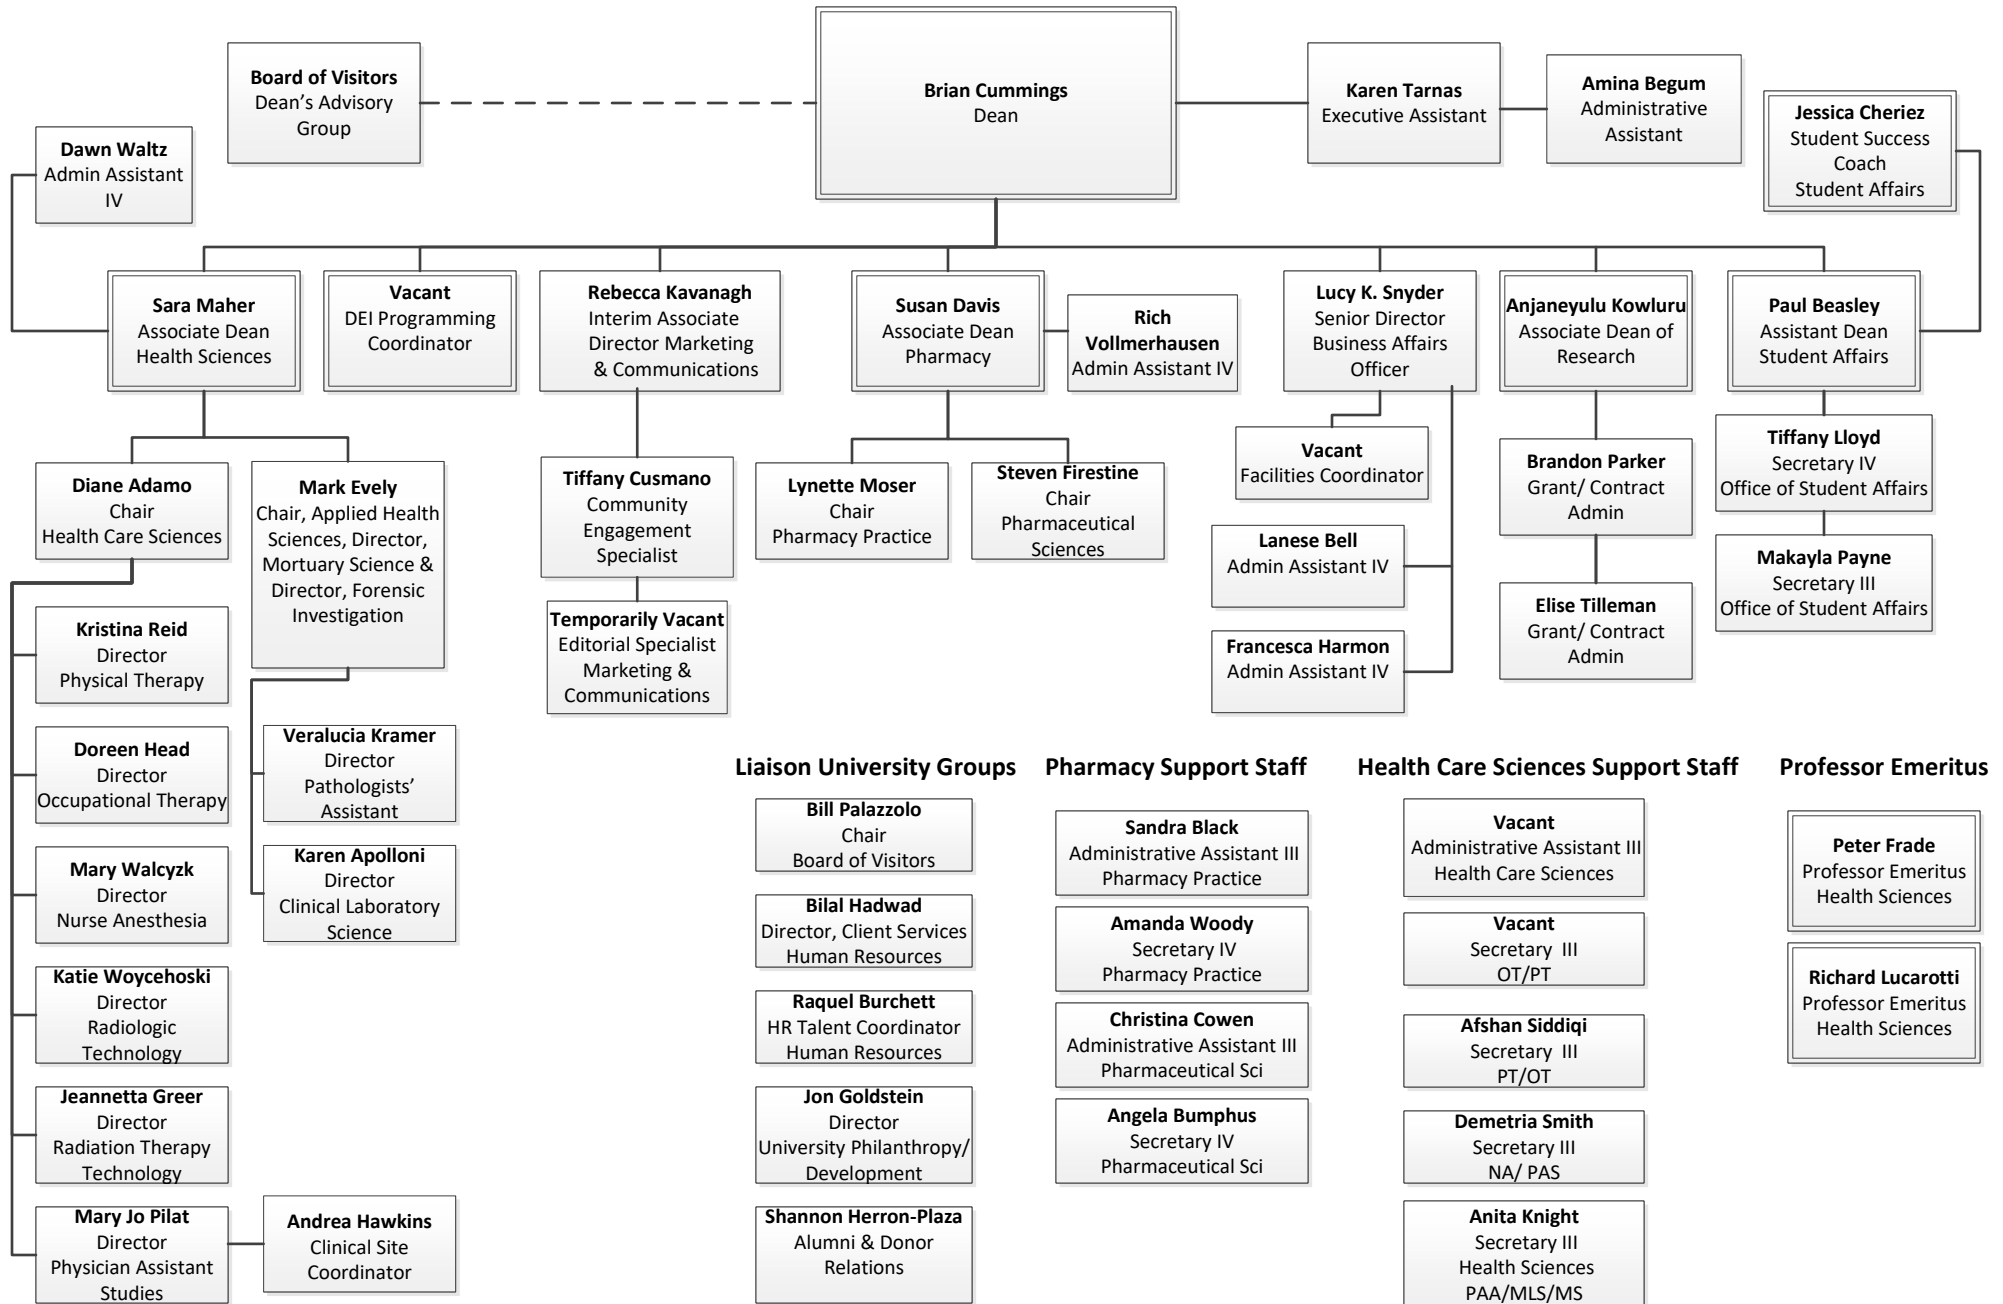 Board of Visitors
Dean's Advisory
Group
Brian Cummings
Dean
Karen Tarnas
Executive Assistant
Amina Begum
Administrative
Assistant
Jessica Cheriez
Student Success
Coach
Student Affairs
Dawn Waltz
Admin Assistant
IV
Sara Maher
Associate Dean
Health Sciences
Vacant
DEI Programming
Coordinator
Rebecca Kavanagh
Interim Associate
Director Marketing
& Communications
Susan Davis
Associate Dean
Pharmacy
Rich
Vollmerhausen
Admin Assistant IV
Lucy K. Snyder
Senior Director
Business Affairs
Officer
Anjaneyulu Kowluru
Associate Dean of
Research
Paul Beasley
Assistant Dean
Student Affairs
Diane Adamo
Chair
Health Care Sciences
Mark Evely
Chair, Applied Health
Sciences, Director,
Mortuary Science &
Director, Forensic
Investigation
Tiffany Cusmano
Community
Engagement
Specialist
Temporarily Vacant
Editorial Specialist
Marketing &
Communications
Lynette Moser
Chair
Pharmacy Practice
Steven Firestine
Chair
Pharmaceutical
Sciences
Vacant
Facilities Coordinator
Lanese Bell
Admin Assistant IV
Francesca Harmon
Admin Assistant IV
Brandon Parker
Grant/ Contract
Admin
Elise Tilleman
Grant/ Contract
Admin
Tiffany Lloyd
Secretary IV
Office of Student Affairs
Makayla Payne
Secretary III
Office of Student Affairs
Kristina Reid
Director
Physical Therapy
Doreen Head
Director
Occupational Therapy
Mary Walcyzk
Director
Nurse Anesthesia
Katie Woycehoski
Director
Radiologic
Technology
Jeannetta Greer
Director
Radiation Therapy
Technology
Mary Jo Pilat
Director
Physician Assistant
Studies
Andrea Hawkins
Clinical Site
Coordinator
Veralucia Kramer
Director
Pathologists'
Assistant
Karen Apolloni
Director
Clinical Laboratory
Science
Liaison University Groups
Bill Palazzolo
Chair
Board of Visitors
Bilal Hadwad
Director, Client Services
Human Resources
Raquel Burchett
HR Talent Coordinator
Human Resources
Jon Goldstein
Director
University Philanthropy/
Development
Shannon Herron-Plaza
Alumni & Donor
Relations
Pharmacy Support Staff
Sandra Black
Administrative Assistant III
Pharmacy Practice
Amanda Woody
Secretary IV
Pharmacy Practice
Christina Cowen
Administrative Assistant III
Pharmaceutical Sci
Angela Bumphus
Secretary IV
Pharmaceutical Sci
Health Care Sciences Support Staff
Vacant
Administrative Assistant III
Health Care Sciences
Vacant
Secretary III
OT/PT
Afshan Siddiqi
Secretary III
PT/OT
Demetria Smith
Secretary III
NA/ PAS
Anita Knight
Secretary III
Health Sciences
PAA/MLS/MS
Professor Emeritus
Peter Frade
Professor Emeritus
Health Sciences
Richard Lucarotti
Professor Emeritus
Health Sciences